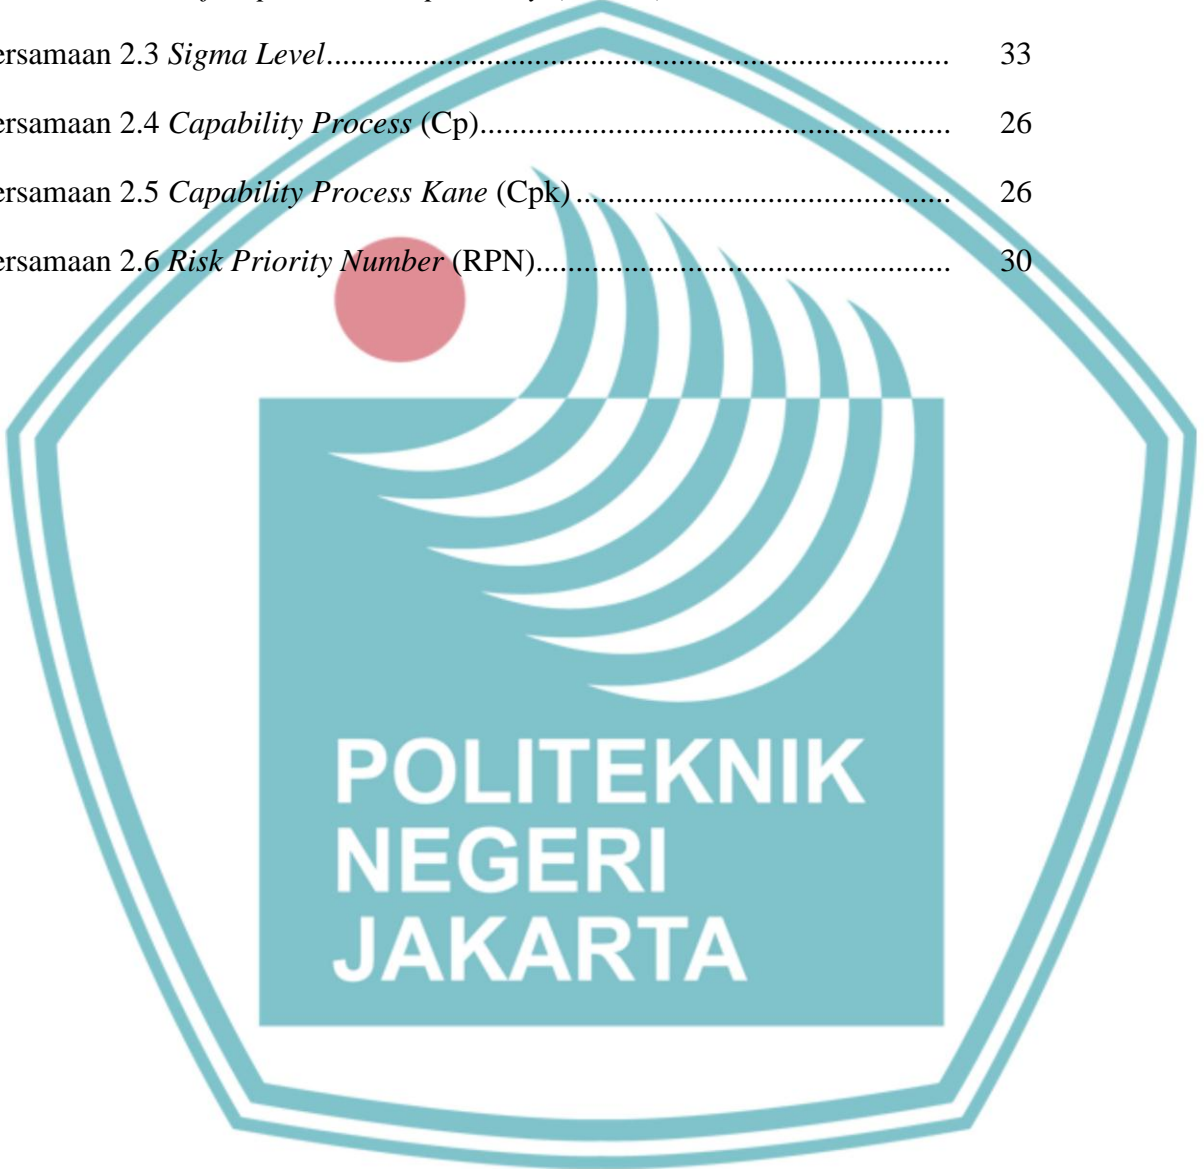 ersamaan 2.3 Sigma Level.............................................................................. 33
ersamaan 2.4 Capability Process (Cp)........................................................... 26
ersamaan 2.5 Capability Process Kane (Cpk) ............................................... 26
ersamaan 2.6 Risk Priority Number (RPN).................................................... 30
POLITEKNIK
NEGERI
JAKARTA